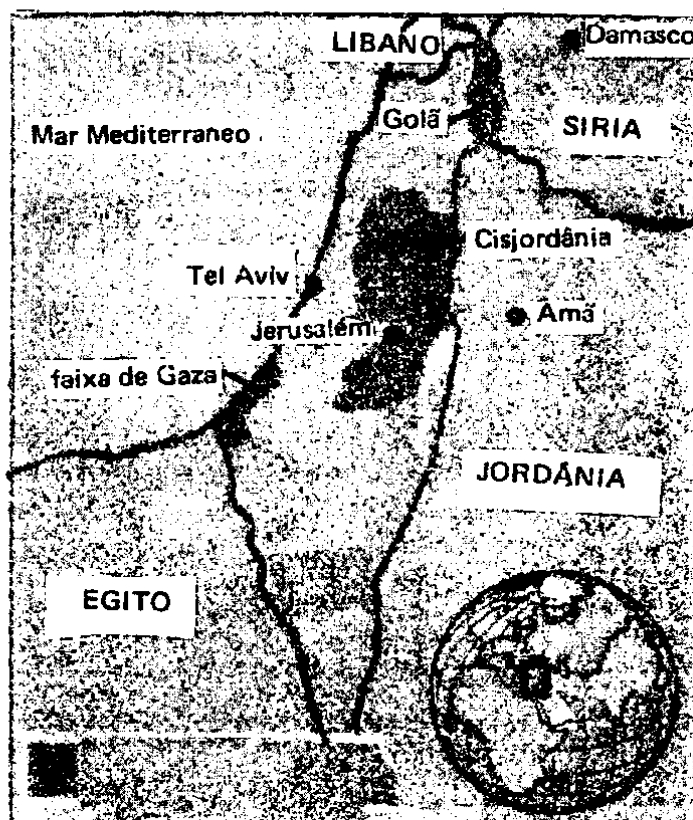 LIBANO
Damasco
Golã
SIRIA
Mar Mediterraneo
Cisjordânia
Tel Aviv
Jerusalém
Amã
faixa de Gaza
JORDÂNIA
EGITO